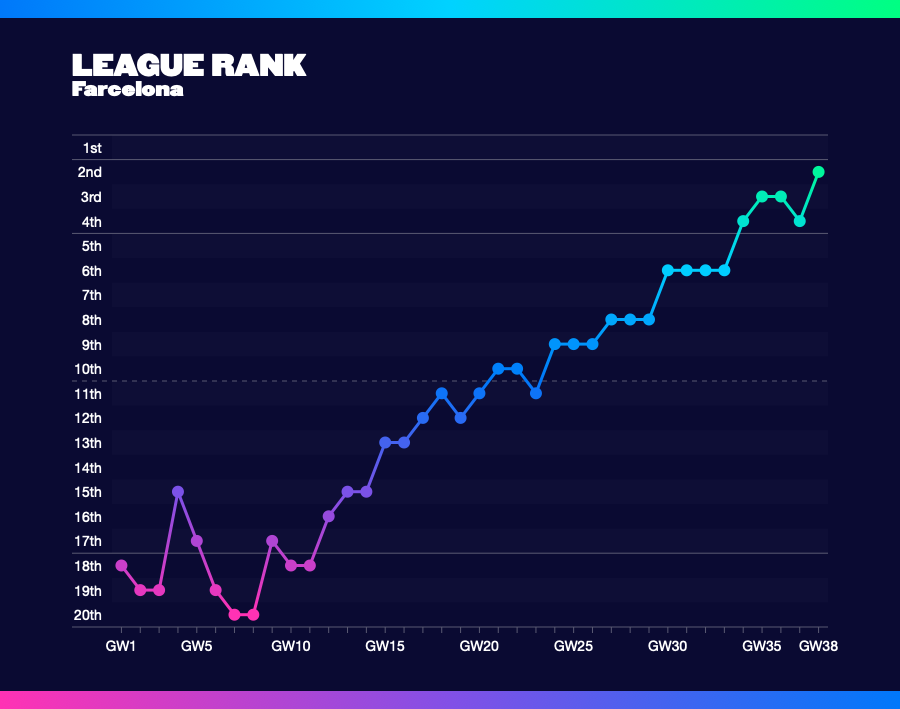 LEAGUE RANK
Farcelona
1st
2nd
3rd
4th
5th
6th
7th
8th
9th
10th
11th
12th
13th
14th
15th
16th
17th
18th
19th
20th
GW1 GW5 GW10 GW15 GW20 GW25 GW30 GW35 GW38